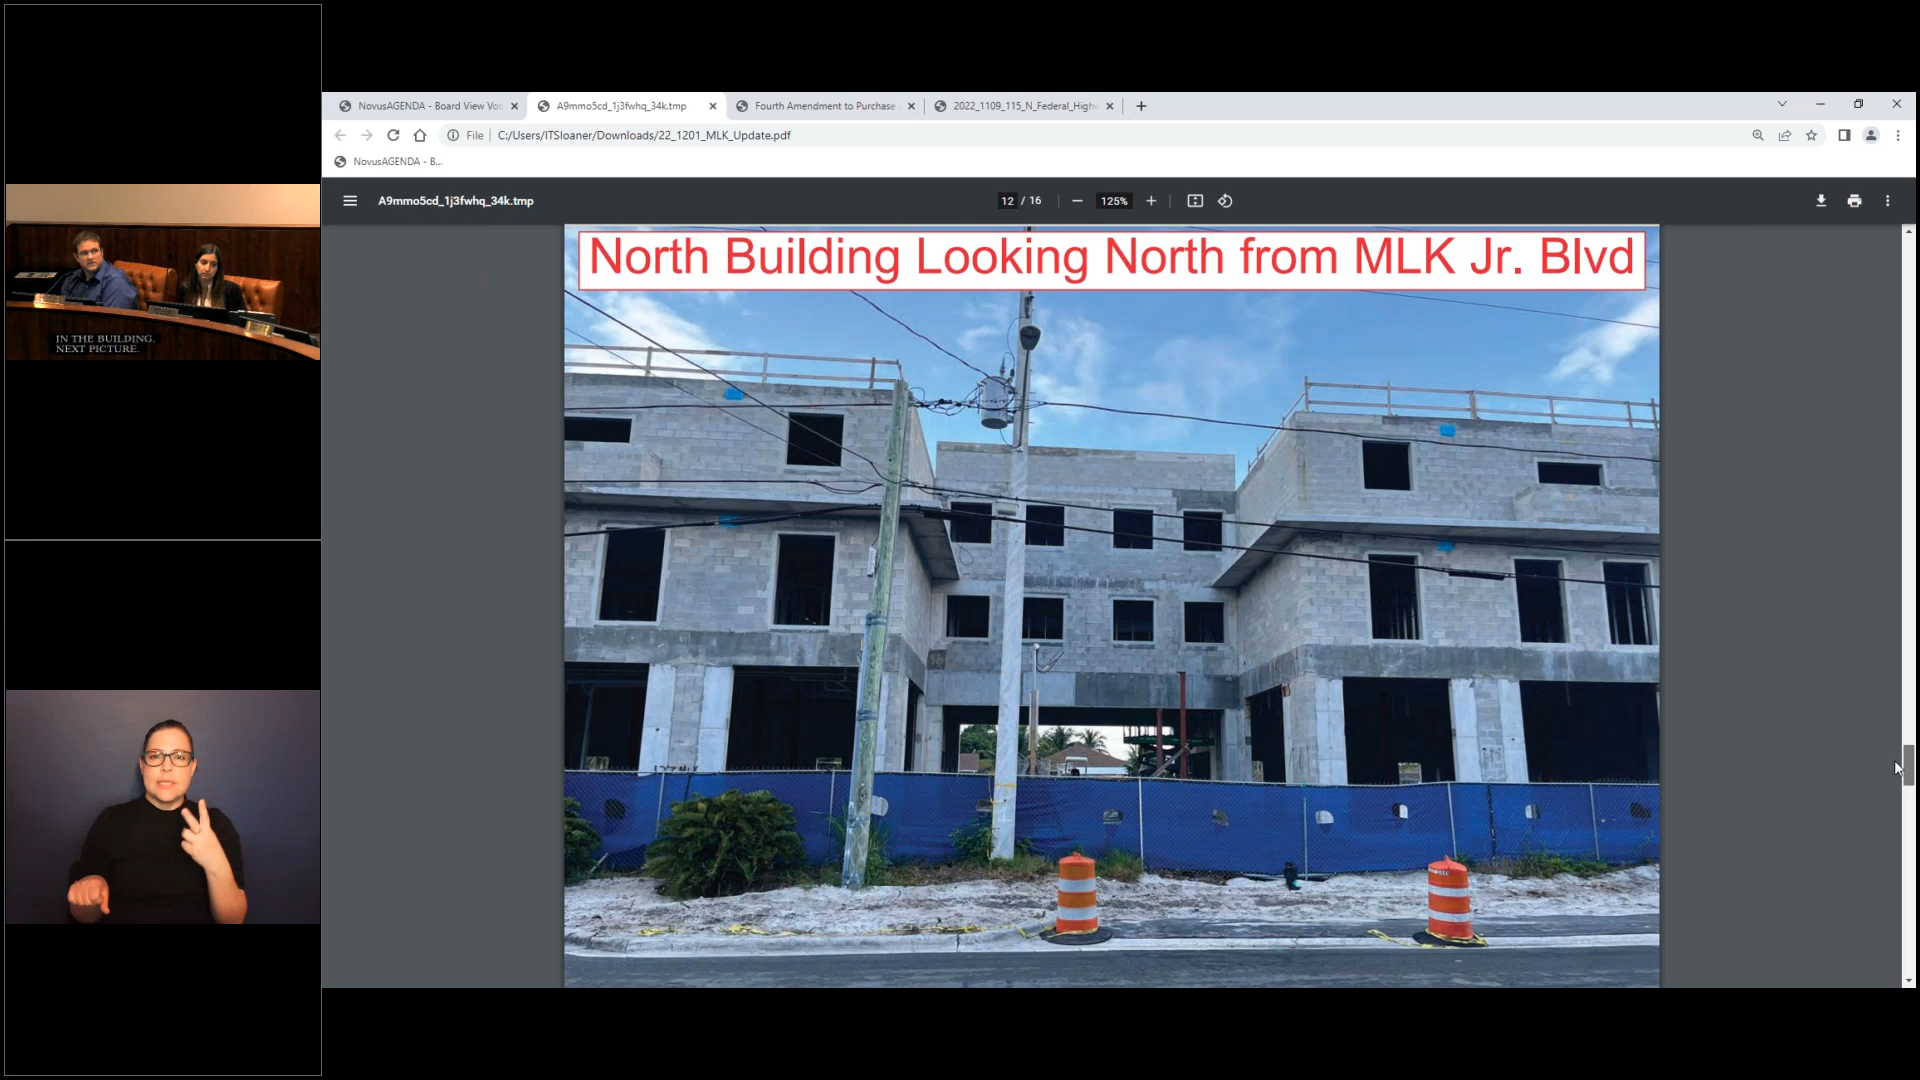 NovusAGENDA - Board View Vot
A9mmo5cd_1j3fwhq_34k.tmp
Fourth Amendment to Purchase
2022_1109_115_N_Federal_High
File
C:/Users/ITSloaner/Downloads/22_1201_MLK_Update.pdf
NovusAGENDA - B...
A9mmo5cd_1j3fwhq_34k.tmp
12 / 16
125%
North Building Looking North from MLK Jr. Blvd
IN THE BUILDING.
NEXT PICTURE.